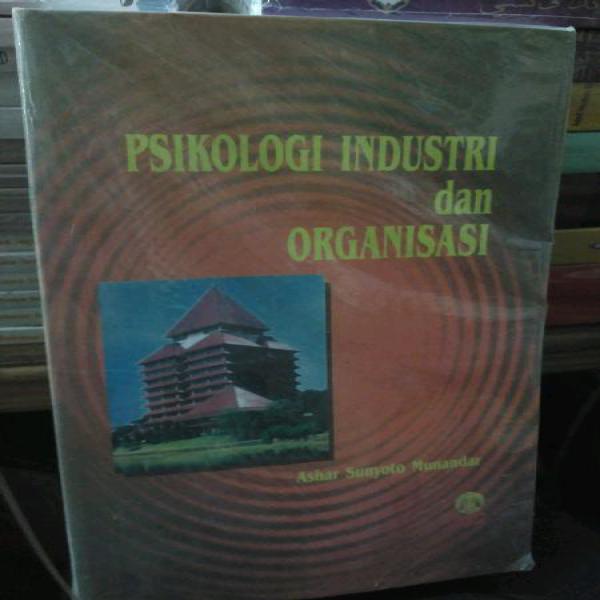 PSIKOLOGI INDUSTRI
dan
ORGANISASI
Ashar Sunyoto Munandar